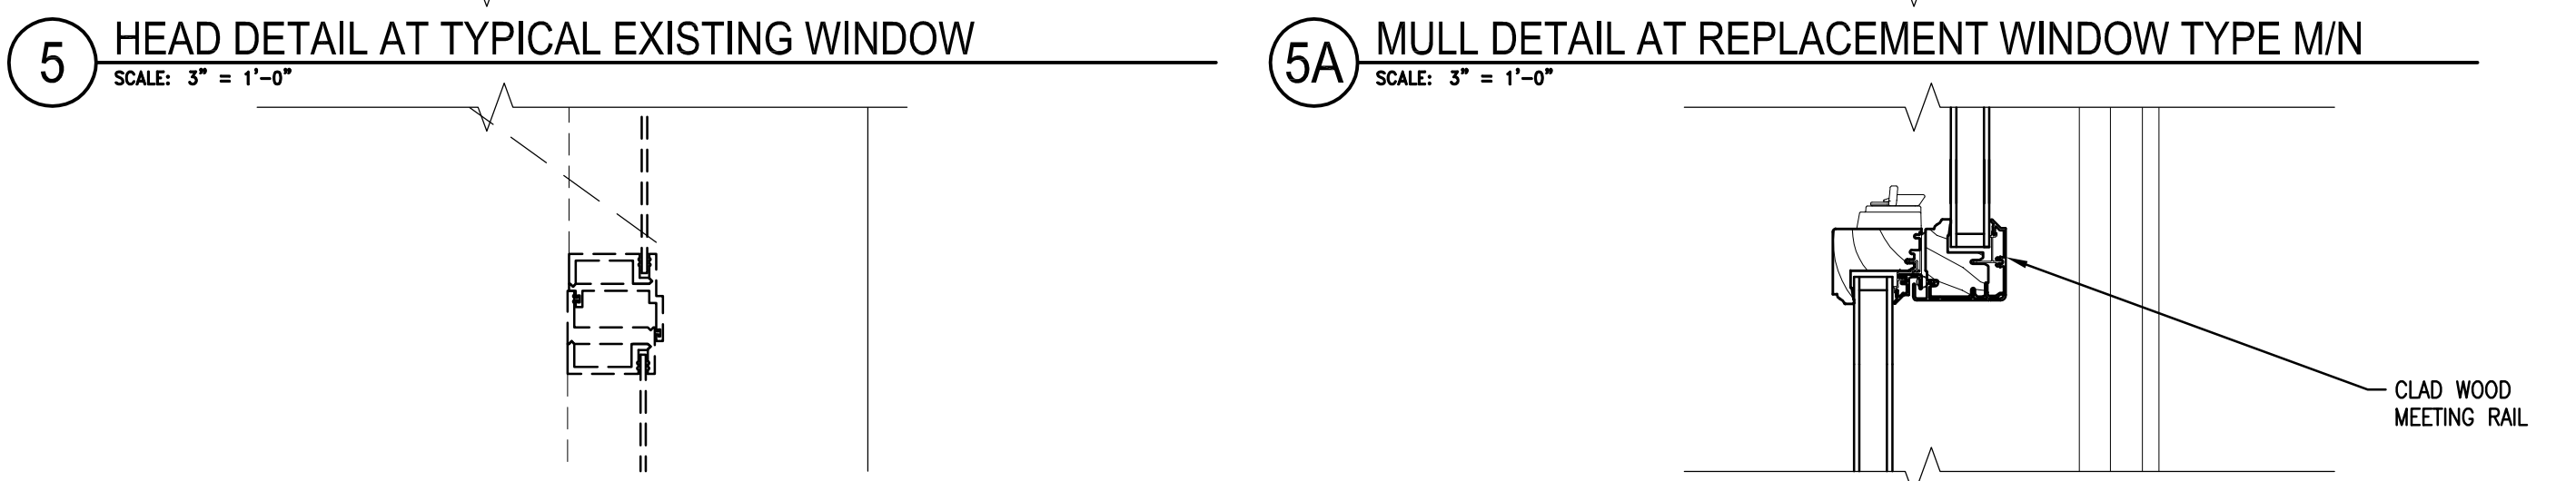 5
HEAD DETAIL AT TYPICAL EXISTING WINDOW
SCALE: 3" = 1'-0"
5A
MULL DETAIL AT REPLACEMENT WINDOW TYPE M/N
SCALE: 3" = 1'-0"
CLAD WOOD
MEETING RAIL